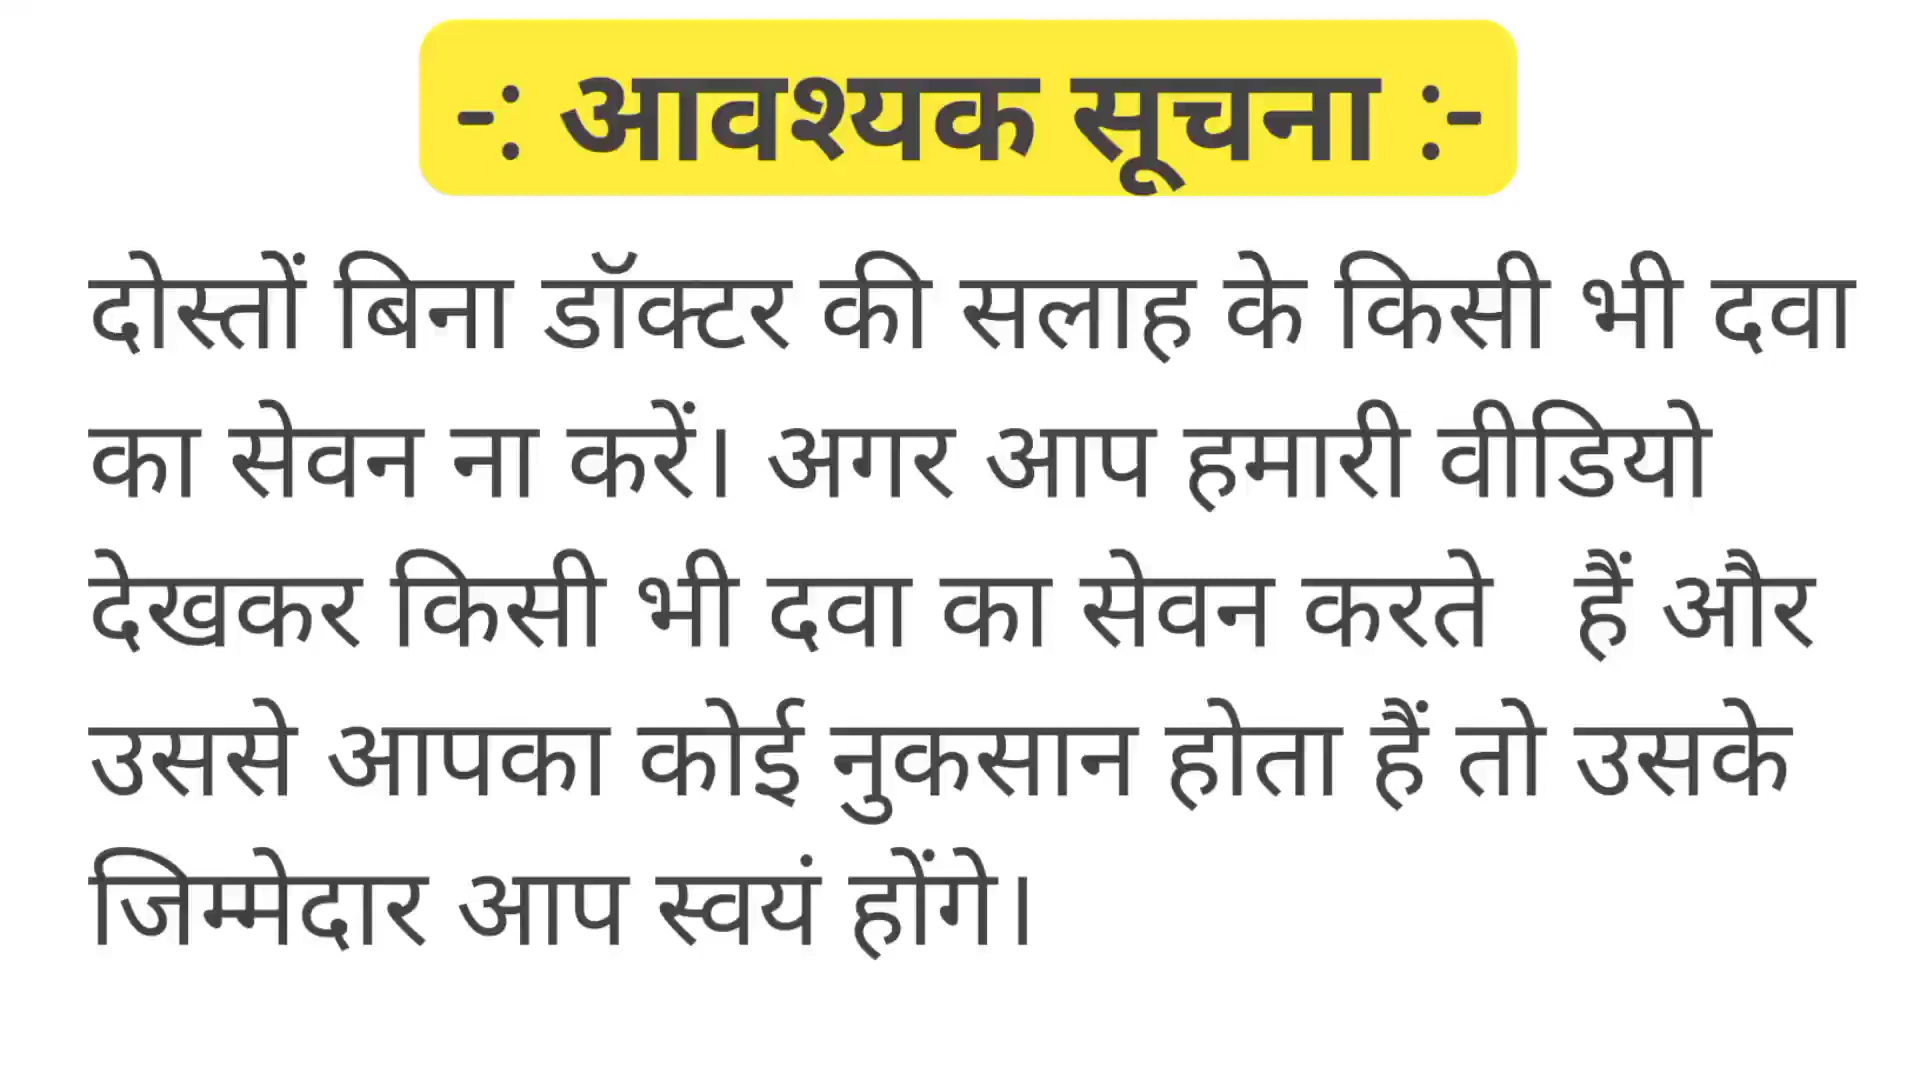 -: आवश्यक सूचना :-
दोस्तों बिना डॉक्टर की सलाह के किसी भी दवा
का सेवन ना करें। अगर आप हमारी वीडियो
देखकर किसी भी दवा का सेवन करते हैं और
उससे आपका कोई नुकसान होता हैं तो उसके
जिम्मेदार आप स्वयं होंगे।